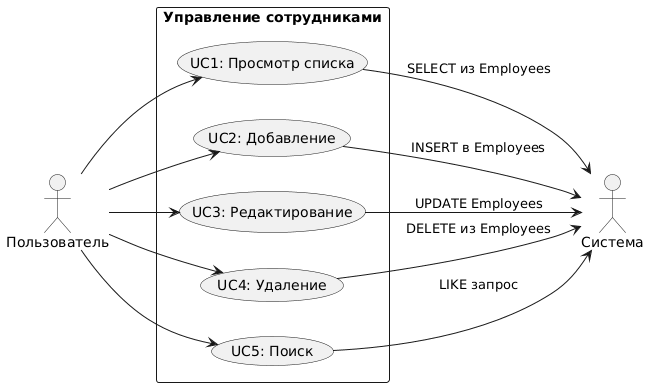 Управление сотрудниками
UC1: Просмотр списка
SELECT из Employees
UC2: Добавление
INSERT в Employees
UC3: Редактирование
UPDATE Employees
DELETE из Employees
Пользователь
Система
UC4: Удаление
LIKE запрос
UC5: Поиск